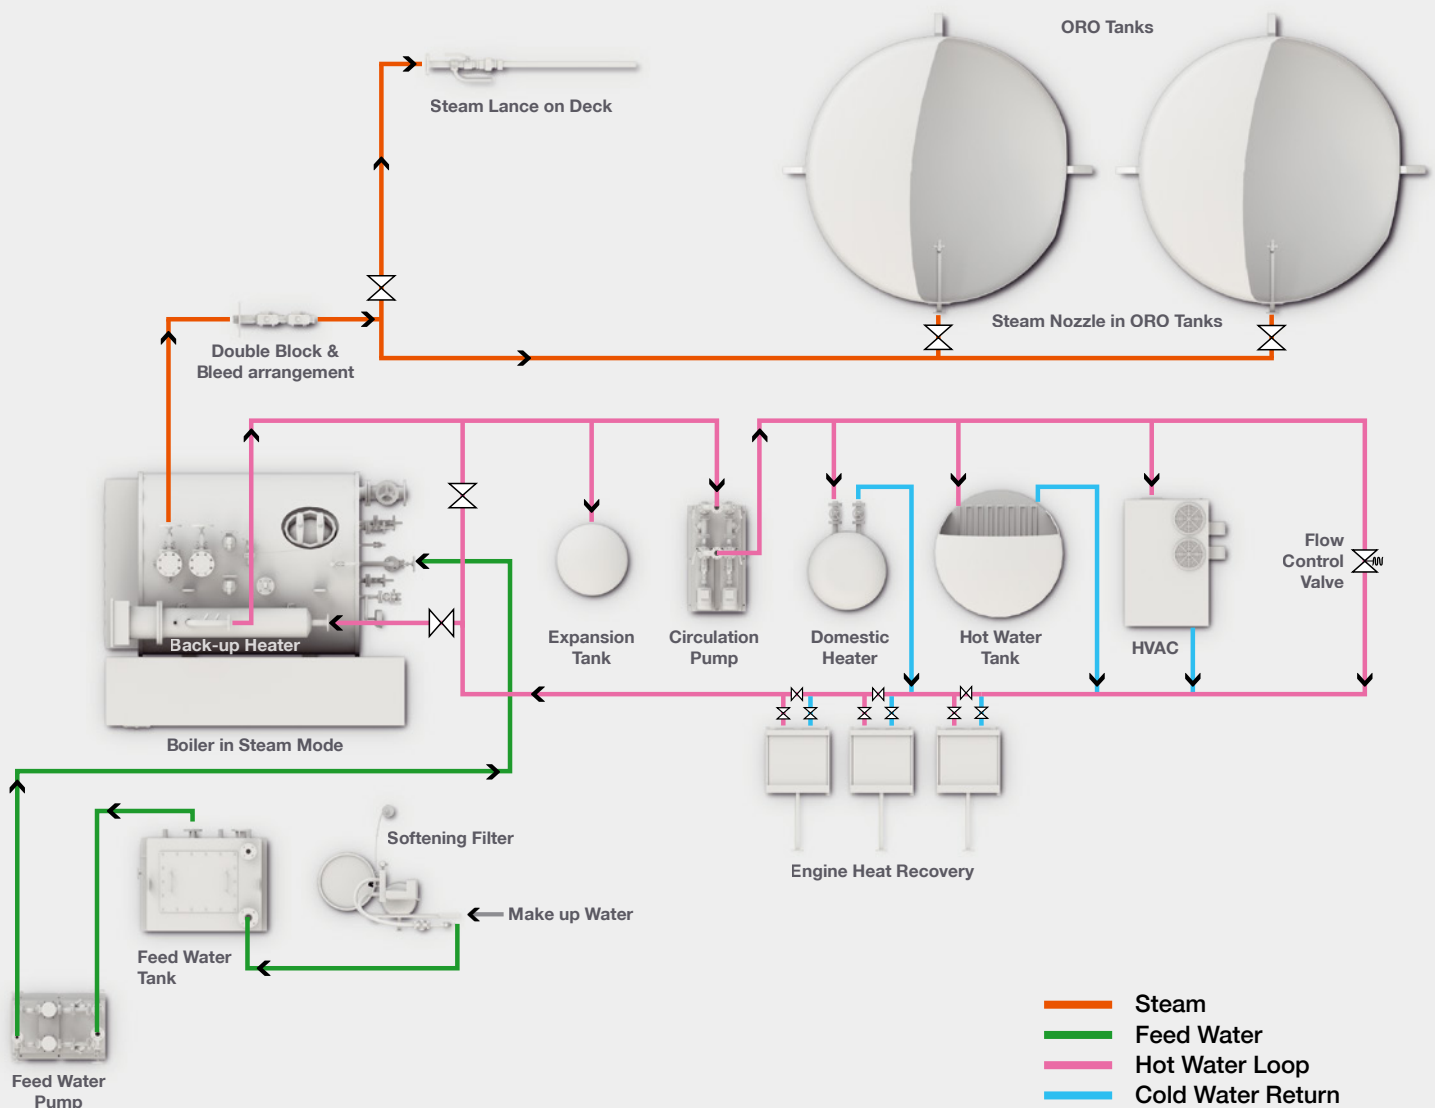 ORO Tanks
Steam Lance on Deck
Steam Nozzle in ORO Tanks
Double Block &
Bleed arrangement
Flow
Control
Valve
Back-up Heater
Expansion
Tank
Circulation
Pump
Domestic
Heater
Hot Water
Tank
HVAC
Boiler in Steam Mode
Softening Filter
Engine Heat Recovery
Make up Water
Feed Water
Tank
Feed Water
Pump
Steam
Feed Water
Hot Water Loop
Cold Water Return